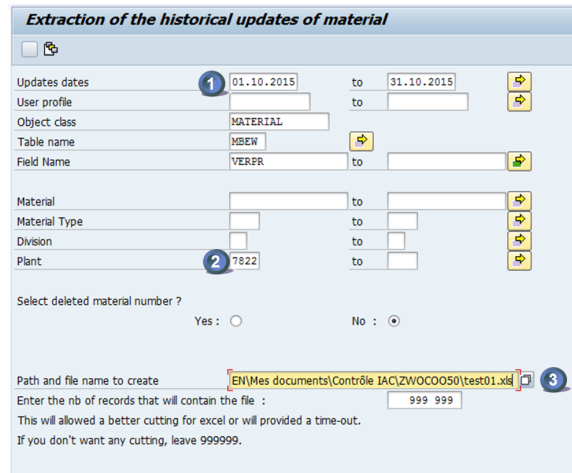 Extraction of the historical updates of material
Updates dates 1 01.10.2015 to 31.10.2015
User profile to
Object class MATERIAL
Table name MBEW
Field Name VERPR to
Material to
Material Type to
Division to
Plant 2 7822 to
Select deleted material number ?
Yes : No :
Path and file name to create EN\Mes documents\Contrôle IAC\ZWOCOO50\test01.xls 3
Enter the nb of records that will contain the file : 999 999
This will allowed a better cutting for excel or will provided a time-out.
If you don't want any cutting, leave 999999.